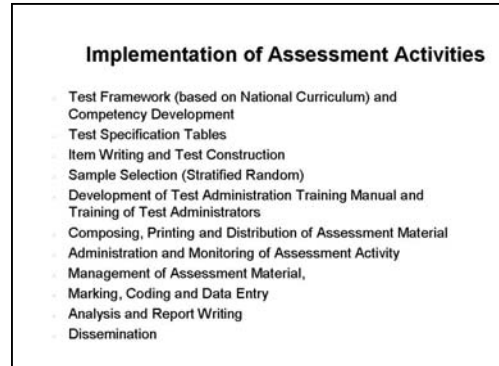 Implementation of Assessment Activities
Test Framework (based on National Curriculum) and
Competency Development
Test Specification Tables
Item Writing and Test Construction
Sample Selection (Stratified Random)
Development of Test Administration Training Manual and
Training of Test Administrators
Composing, Printing and Distribution of Assessment Material
Administration and Monitoring of Assessment Activity
Management of Assessment Material,
Marking, Coding and Data Entry
Analysis and Report Writing
Dissemination